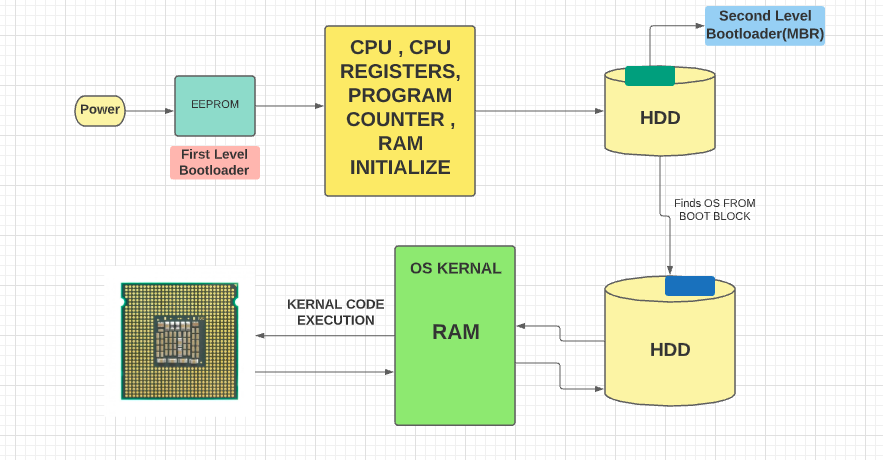 Second Level
Bootloader(MBR)
Power
EEPROM
First Level
Bootloader
CPU , CPU
REGISTERS,
PROGRAM
COUNTER ,
RAM
INITIALIZE
HDD
Finds OS FROM
BOOT BLOCK
KERNAL CODE
EXECUTION
OS KERNAL
RAM
HDD